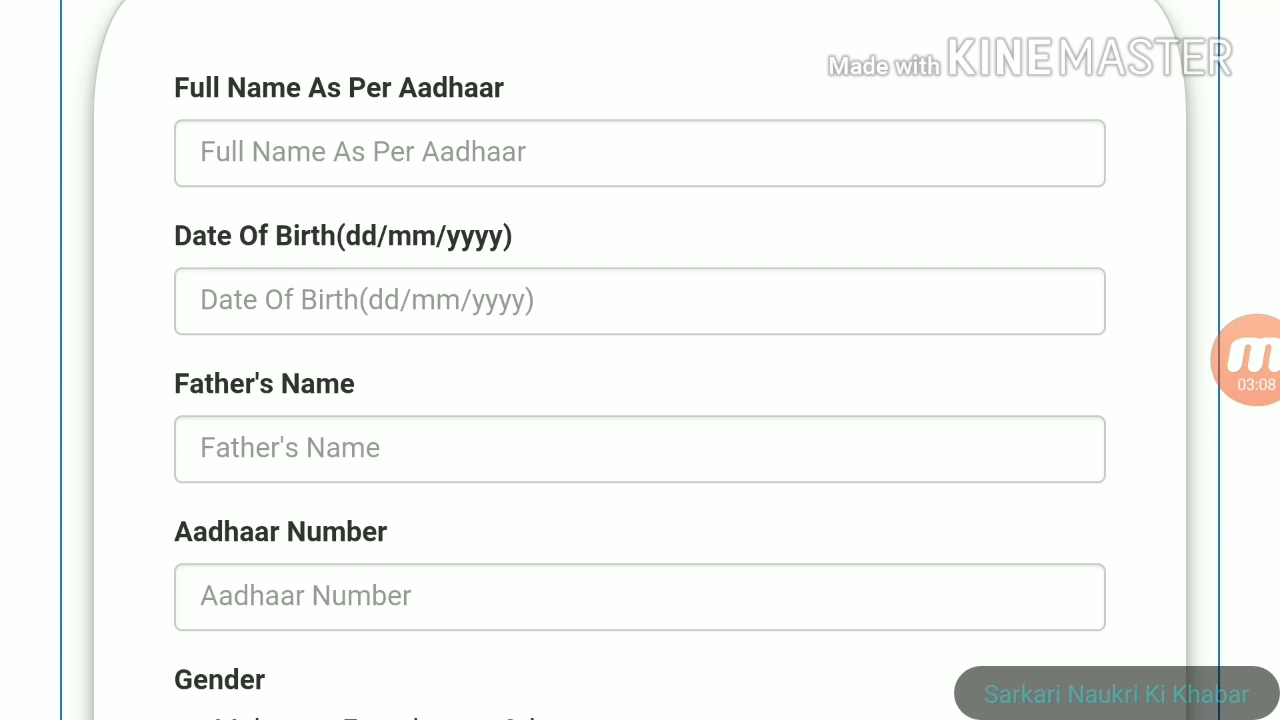 Made with KINEMASTER
Full Name As Per Aadhaar
Full Name As Per Aadhaar
Date Of Birth(dd/mm/yyyy)
Date Of Birth(dd/mm/yyyy)
Father's Name
Father's Name
03:08
Aadhaar Number
Aadhaar Number
Gender
Sarkari Naukri Ki Khabar